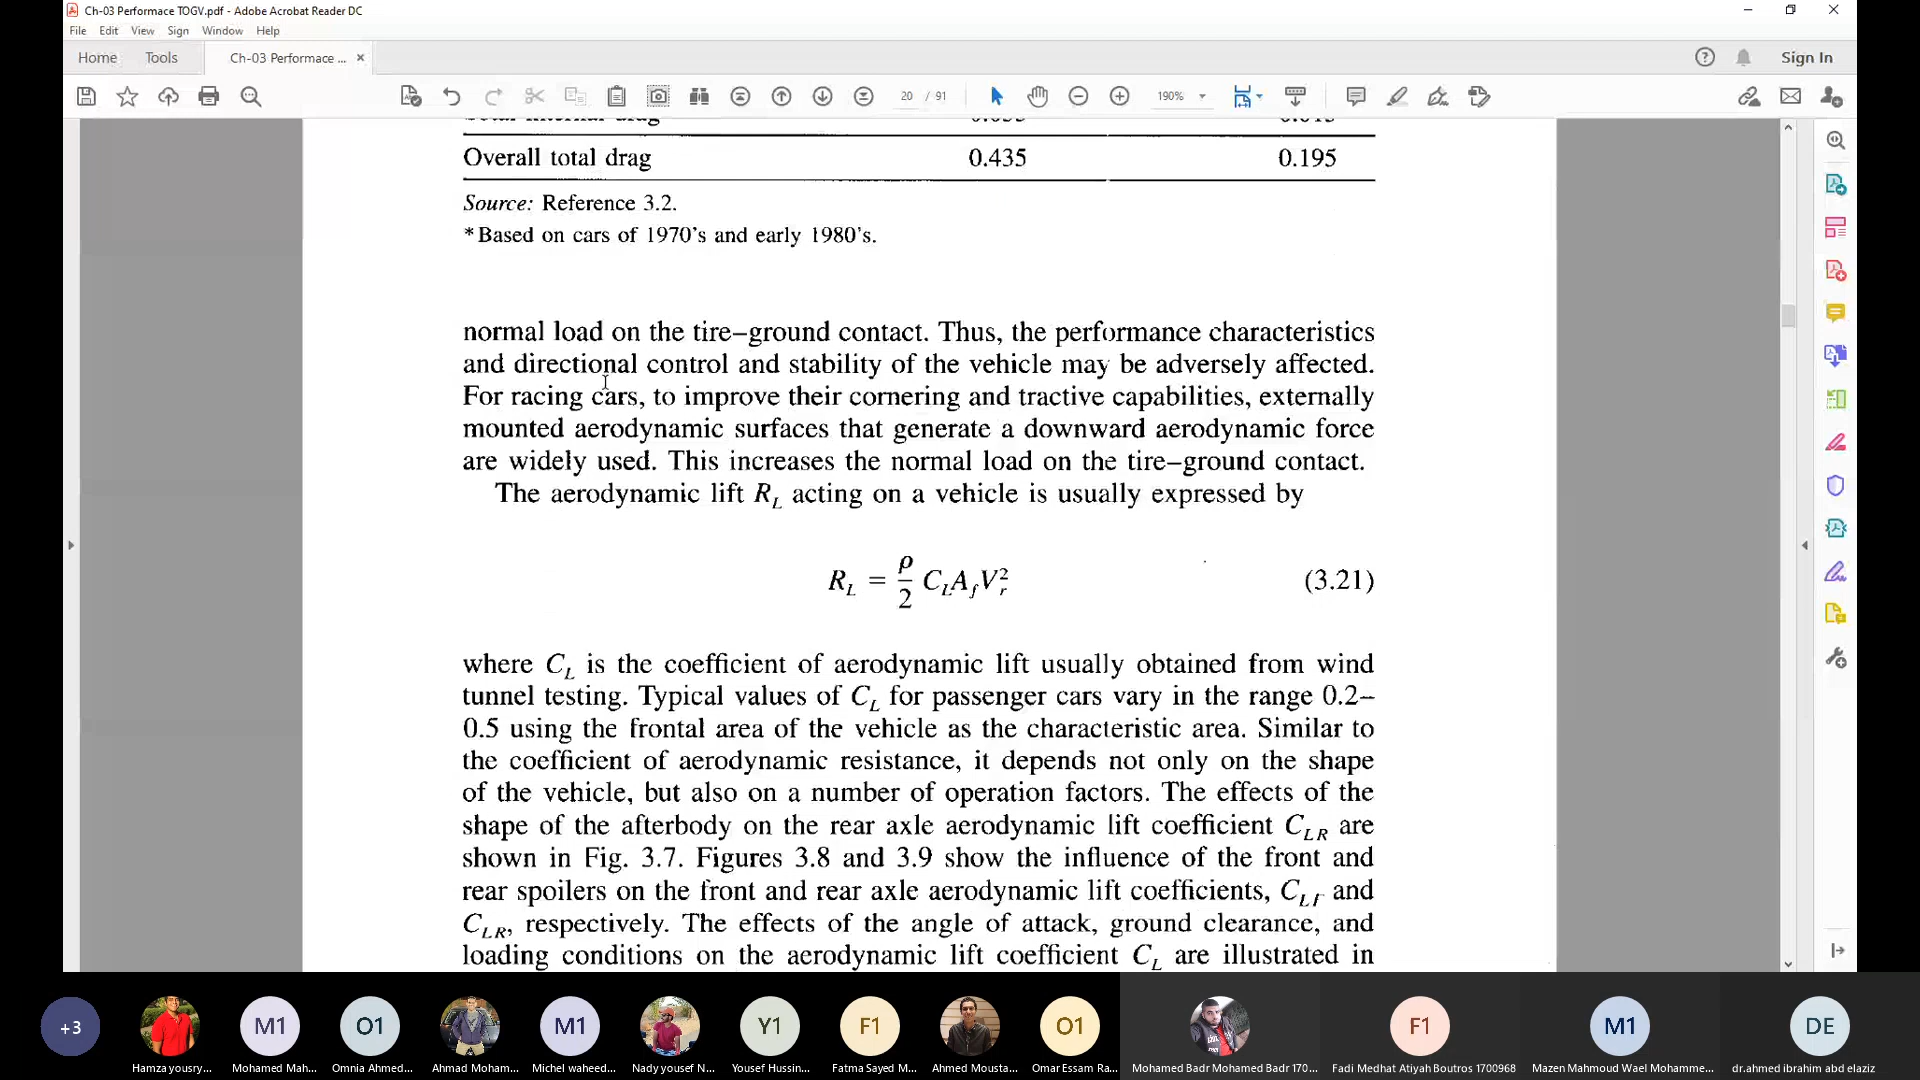 Ch-03 Performace TOGV.pdf - Adobe Acrobat Reader DC
File Edit View Sign Window Help
Home Tools Ch-03 Performace ... × Sign In
20 / 91 190%
Total internal drag
Overall total drag 0.435 0.195
Source: Reference 3.2.
*Based on cars of 1970's and early 1980's.
normal load on the tire–ground contact. Thus, the performance characteristics
and directional control and stability of the vehicle may be adversely affected.
For racing cars, to improve their cornering and tractive capabilities, externally
mounted aerodynamic surfaces that generate a downward aerodynamic force
are widely used. This increases the normal load on the tire–ground contact.
The aerodynamic lift R_L acting on a vehicle is usually expressed by
R_L = ρ/2 C_L A_f V_r^2 (3.21)
where C_L is the coefficient of aerodynamic lift usually obtained from wind
tunnel testing. Typical values of C_L for passenger cars vary in the range 0.2–
0.5 using the frontal area of the vehicle as the characteristic area. Similar to
the coefficient of aerodynamic resistance, it depends not only on the shape
of the vehicle, but also on a number of operation factors. The effects of the
shape of the afterbody on the rear axle aerodynamic lift coefficient C_LR are
shown in Fig. 3.7. Figures 3.8 and 3.9 show the influence of the front and
rear spoilers on the front and rear axle aerodynamic lift coefficients, C_Lf and
C_LR, respectively. The effects of the angle of attack, ground clearance, and
loading conditions on the aerodynamic lift coefficient C_L are illustrated in
+3 M1 O1 M1 Y1 F1 O1 F1 M1 DE
Hamza yousry... Mohamed Mah... Omnia Ahmed... Ahmad Moham... Michel waheed... Nady yousef N... Yousef Hussin... Fatma Sayed M... Ahmed Mousta... Omar Essam Ra... Mohamed Badr Mohamed Badr 170... Fadi Medhat Atiyah Boutros 1700968 Mazen Mahmoud Wael Mohamme... dr.ahmed ibrahim abd elaziz